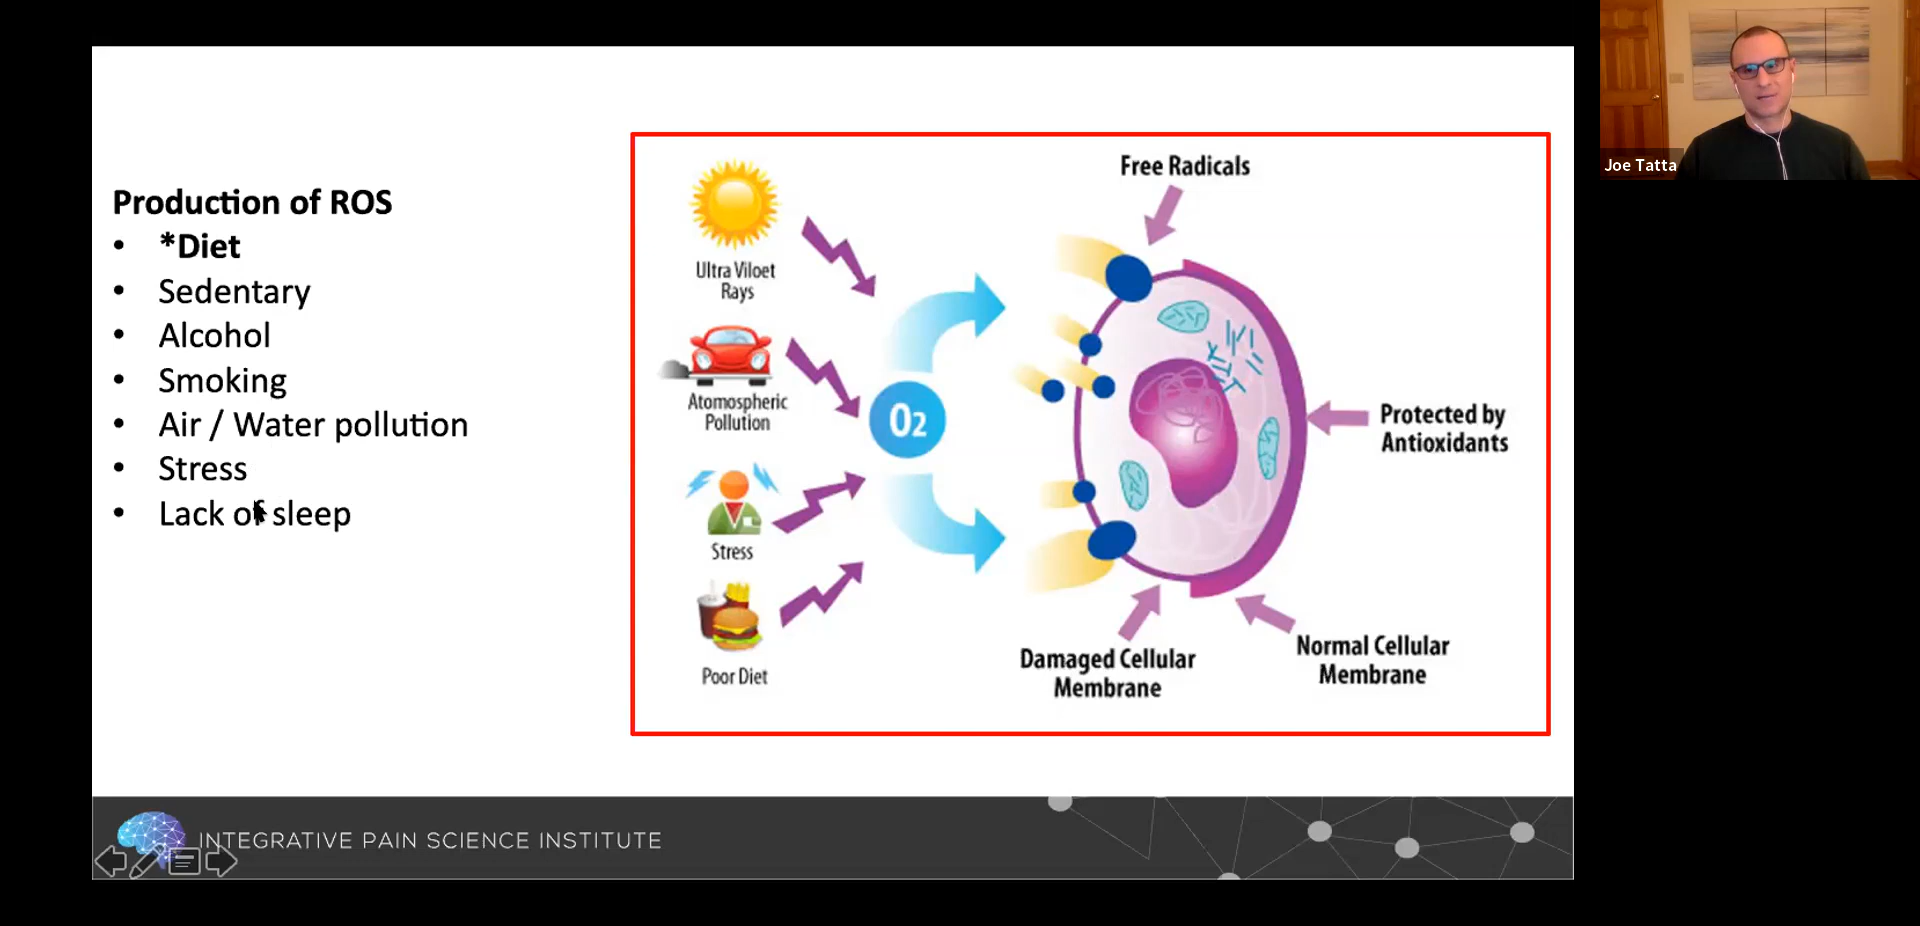 Production of ROS
• *Diet
• Sedentary
• Alcohol
• Smoking
• Air / Water pollution
• Stress
• Lack of sleep
Ultra Viloet
Rays
Atomospheric
Pollution
Stress
Poor Diet
O2
Free Radicals
Protected by
Antioxidants
Damaged Cellular
Membrane
Normal Cellular
Membrane
INTEGRATIVE PAIN SCIENCE INSTITUTE
Joe Tatta